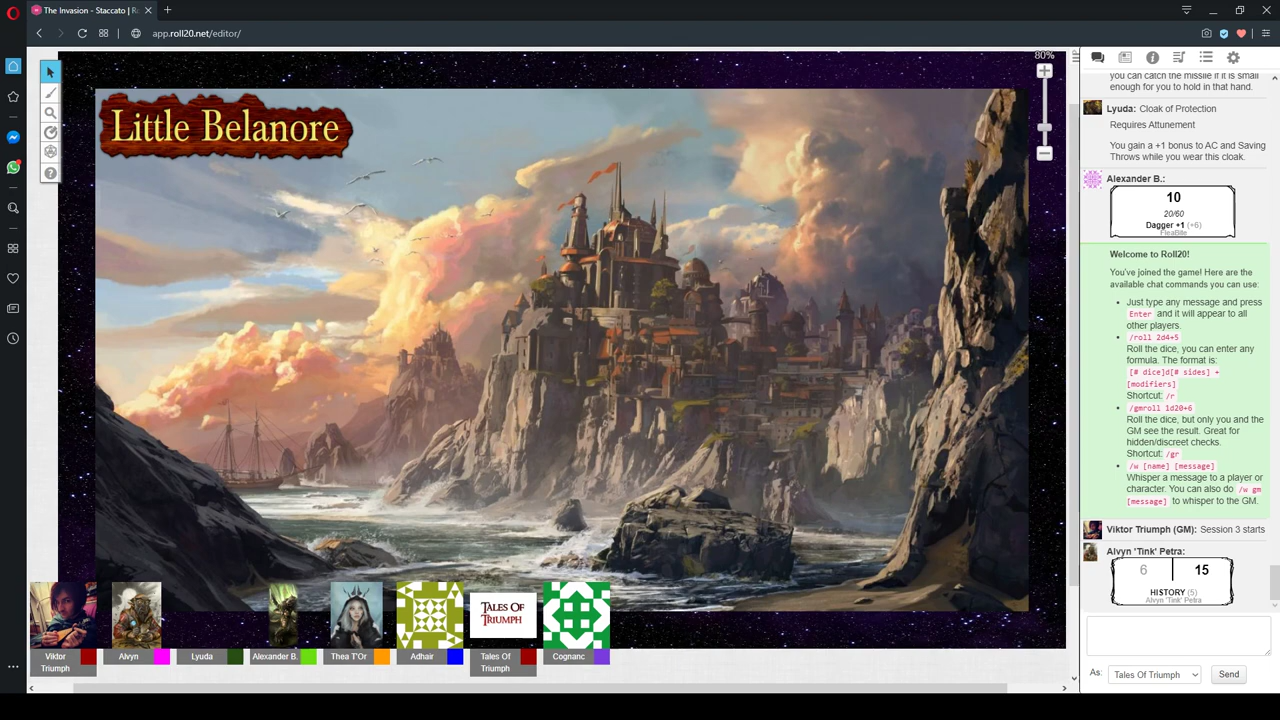 The Invasion - Staccato | Ro
app.roll20.net/editor/
80%
Little Belanore
you can catch the missile if it is small
enough for you to hold in that hand.
Lyuda: Cloak of Protection
Requires Attunement
You gain a +1 bonus to AC and Saving
Throws while you wear this cloak.
Alexander B.:
10
20/60
Dagger +1 (+6)
FleaBite
Welcome to Roll20!
You've joined the game! Here are the
available chat commands you can use:
Just type any message and press
Enter and it will appear to all
other players.
/roll 2d4+5
Roll the dice, you can enter any
formula. The format is:
[# dice]d[# sides] +
[modifiers]
Shortcut: /r
/gmroll 1d20+6
Roll the dice, but only you and the
GM see the result. Great for
hidden/discreet checks.
Shortcut: /gr
/w [name] [message]
Whisper a message to a player or
character. You can also do /w gm
[message] to whisper to the GM.
Viktor Triumph (GM): Session 3 starts
Alvyn 'Tink' Petra:
6 15
HISTORY (5)
Alvyn 'Tink' Petra
As: Tales Of Triumph Send
TALES OF
TRIUMPH
Viktor
Triumph
Alvyn
Lyuda
Alexander B.
Thea T'Or
Adhair
Tales Of
Triumph
Cognanc